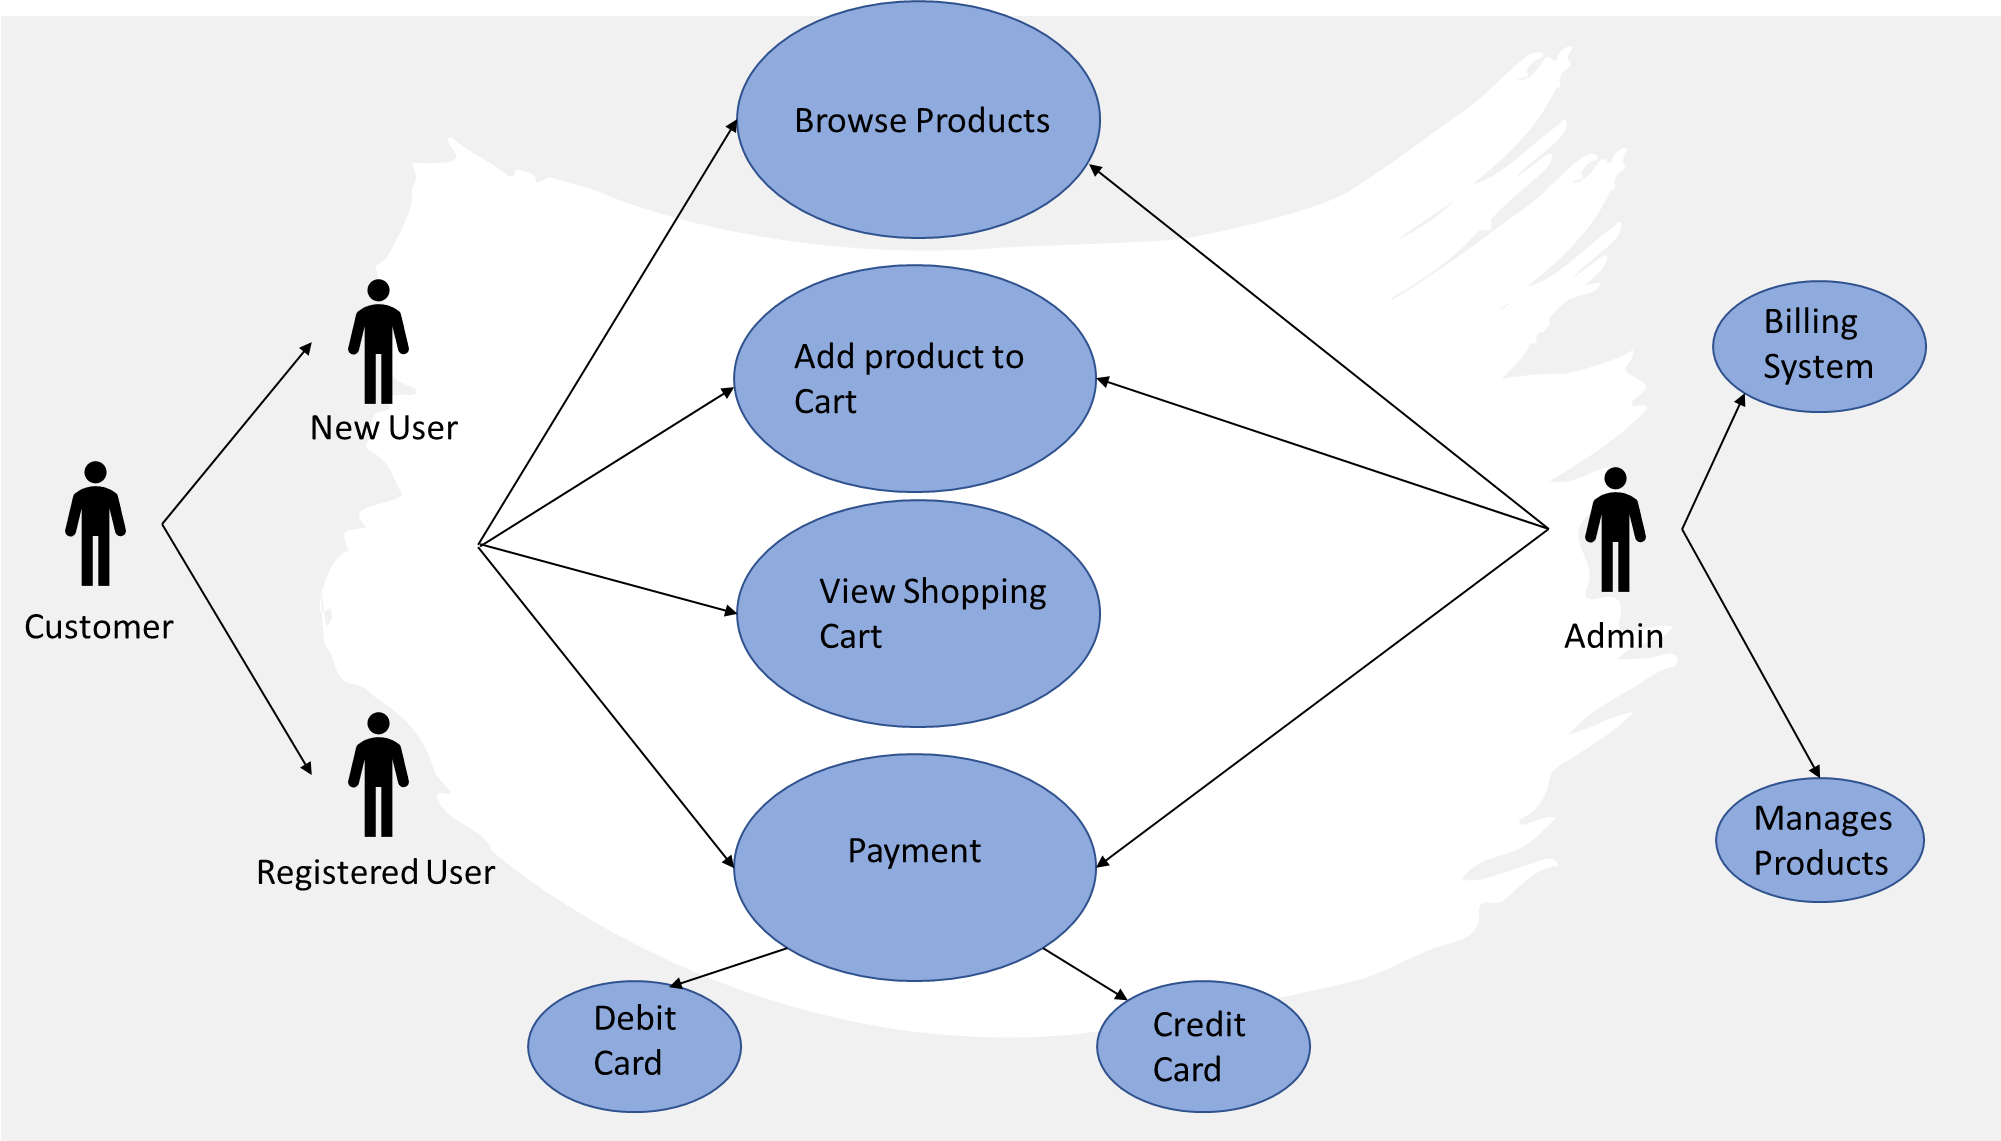 Browse Products
Add product to
Cart
View Shopping
Cart
Payment
Debit
Card
Credit
Card
New User
Customer
Registered User
Admin
Billing
System
Manages
Products